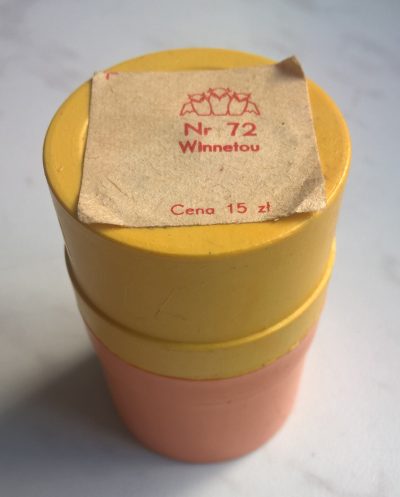 Nr 72
Winnetou
Cena 15 zł